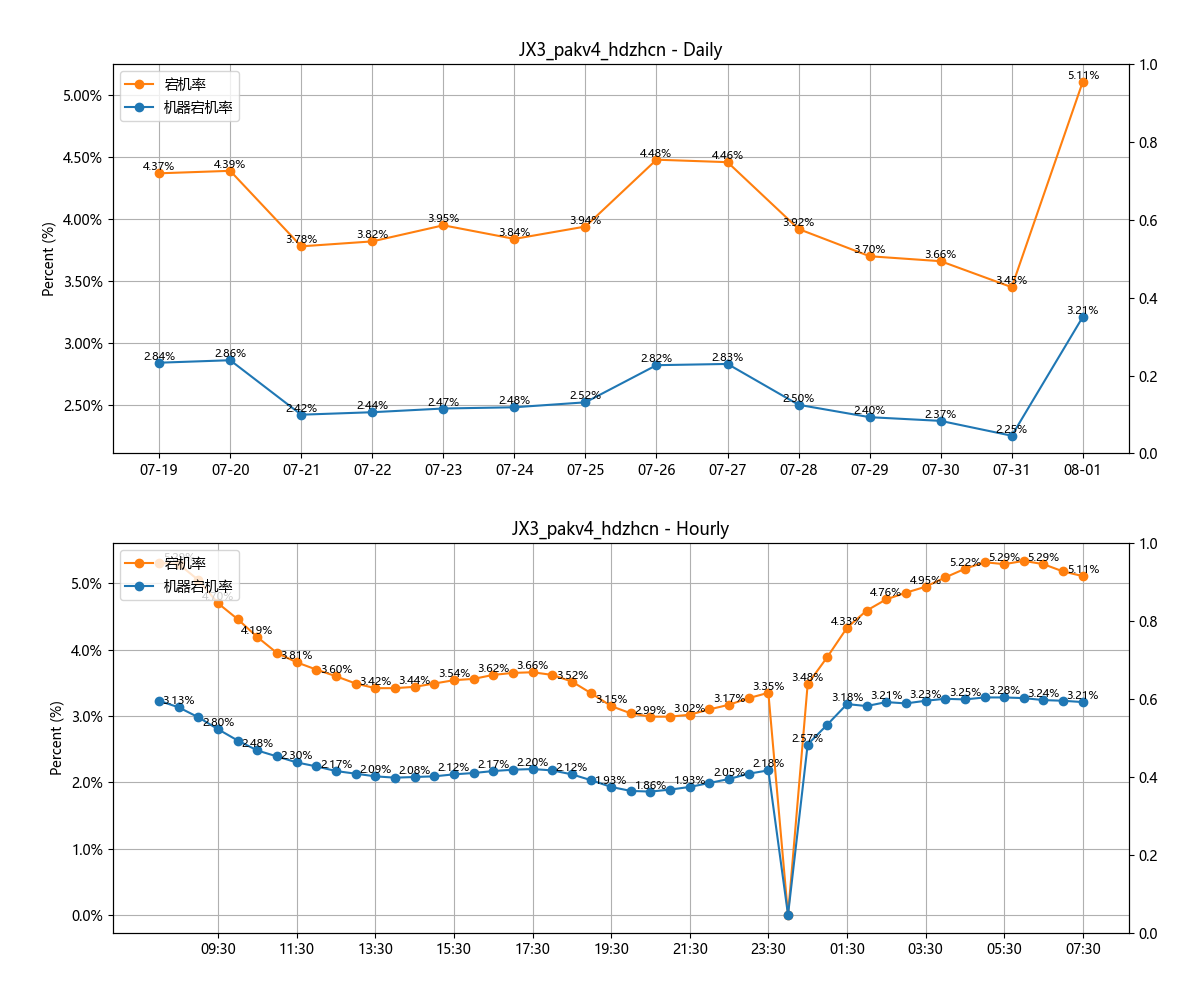 JX3_pakv4_hdzhcn - Daily
宕机率
机器宕机率
Percent (%)
5.00%
4.50%
4.00%
3.50%
3.00%
2.50%
1.0
0.8
0.6
0.4
0.2
0.0
4.37% 4.39% 3.78% 3.82% 3.95% 3.84% 3.94% 4.48% 4.46% 3.92% 3.70% 3.66% 3.45% 5.11%
2.84% 2.86% 2.42% 2.44% 2.47% 2.48% 2.52% 2.82% 2.83% 2.50% 2.40% 2.37% 2.25% 3.21%
07-19 07-20 07-21 07-22 07-23 07-24 07-25 07-26 07-27 07-28 07-29 07-30 07-31 08-01
JX3_pakv4_hdzhcn - Hourly
宕机率
机器宕机率
Percent (%)
5.0%
4.0%
3.0%
2.0%
1.0%
0.0%
1.0
0.8
0.6
0.4
0.2
0.0
4.19% 3.81% 3.60% 3.42% 3.44% 3.54% 3.62% 3.66% 3.52% 3.15% 2.99% 3.02% 3.17% 3.35% 3.48% 4.33% 4.76% 4.95% 5.22% 5.29% 5.29% 5.11%
3.13% 2.80% 2.48% 2.30% 2.17% 2.09% 2.08% 2.12% 2.17% 2.20% 2.12% 1.93% 1.86% 1.93% 2.05% 2.18% 2.57% 3.18% 3.21% 3.23% 3.25% 3.28% 3.24% 3.21%
09:30 11:30 13:30 15:30 17:30 19:30 21:30 23:30 01:30 03:30 05:30 07:30